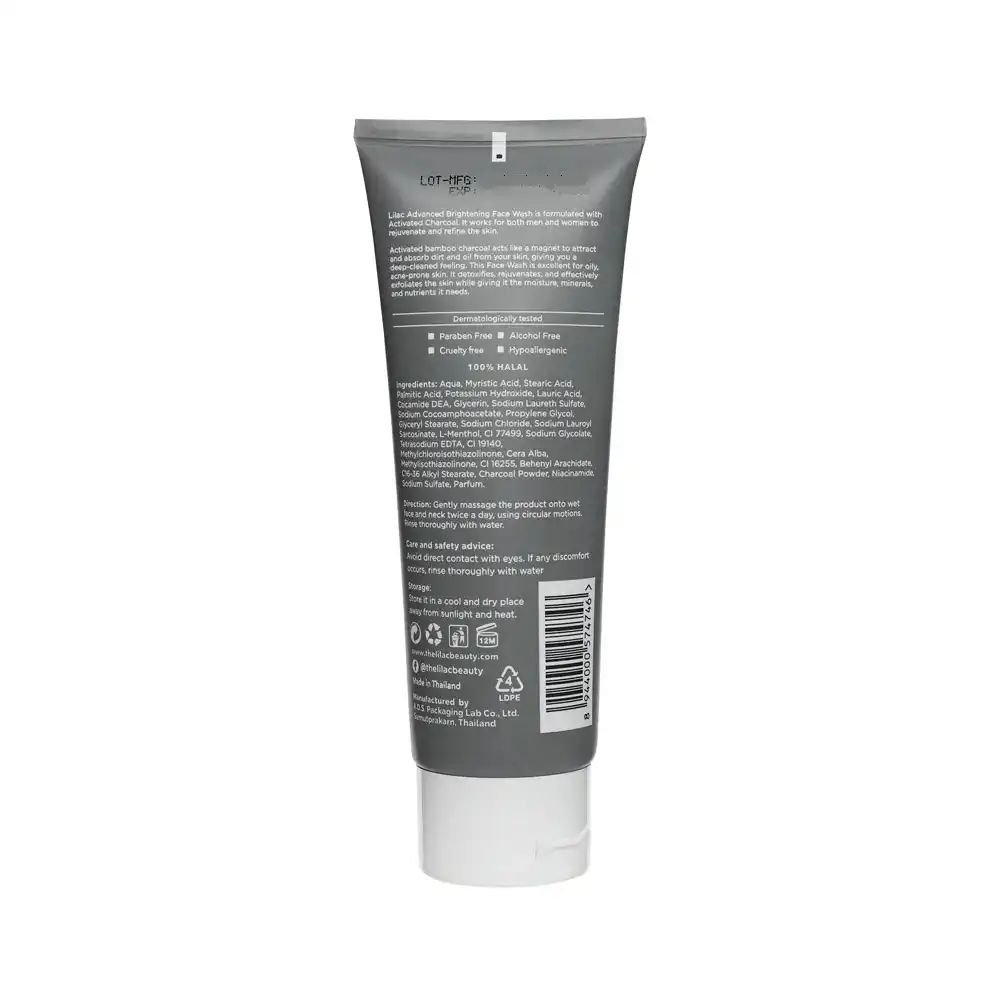 LOT-MFG:
EXP:
Lilac Advanced Brightening Face Wash is formulated with
Activated Charcoal. It works for both men and women to
rejuvenate and refine the skin.
Activated bamboo charcoal acts like a magnet to attract
and absorb dirt and oil from your skin, giving you a
deep-cleaned feeling. This Face Wash is excellent for oily,
acne-prone skin. It detoxifies, rejuvenates, and effectively
exfoliates the skin while giving it the moisture, minerals,
and nutrients it needs.
Dermatologically tested
Paraben Free Alcohol Free
Cruelty free Hypoallergenic
100% HALAL
Ingredients: Aqua, Myristic Acid, Stearic Acid,
Palmitic Acid, Potassium Hydroxide, Lauric Acid,
Cocamide DEA, Glycerin, Sodium Laureth Sulfate,
Sodium Cocoamphoacetate, Propylene Glycol,
Glyceryl Stearate, Sodium Chloride, Sodium Lauroyl
Sarcosinate, L-Menthol, CI 77499, Sodium Glycolate,
Tetrasodium EDTA, CI 19140,
Methylchloroisothiazolinone, Cera Alba,
Methylisothiazolinone, CI 16255, Behenyl Arachidate,
C16-36 Alkyl Stearate, Charcoal Powder, Niacinamide,
Sodium Sulfate, Parfum.
Direction: Gently massage the product onto wet
face and neck twice a day, using circular motions.
Rinse thoroughly with water.
Care and safety advice:
Avoid direct contact with eyes. If any discomfort
occurs, rinse thoroughly with water
Storage:
Store it in a cool and dry place
away from sunlight and heat.
12M
www.thelilacbeauty.com
@thelilacbeauty
Made in Thailand
4
LDPE
Manufactured by
A.D.S. Packaging Lab Co., Ltd.
Samutprakarn, Thailand
8 944000 574746 >